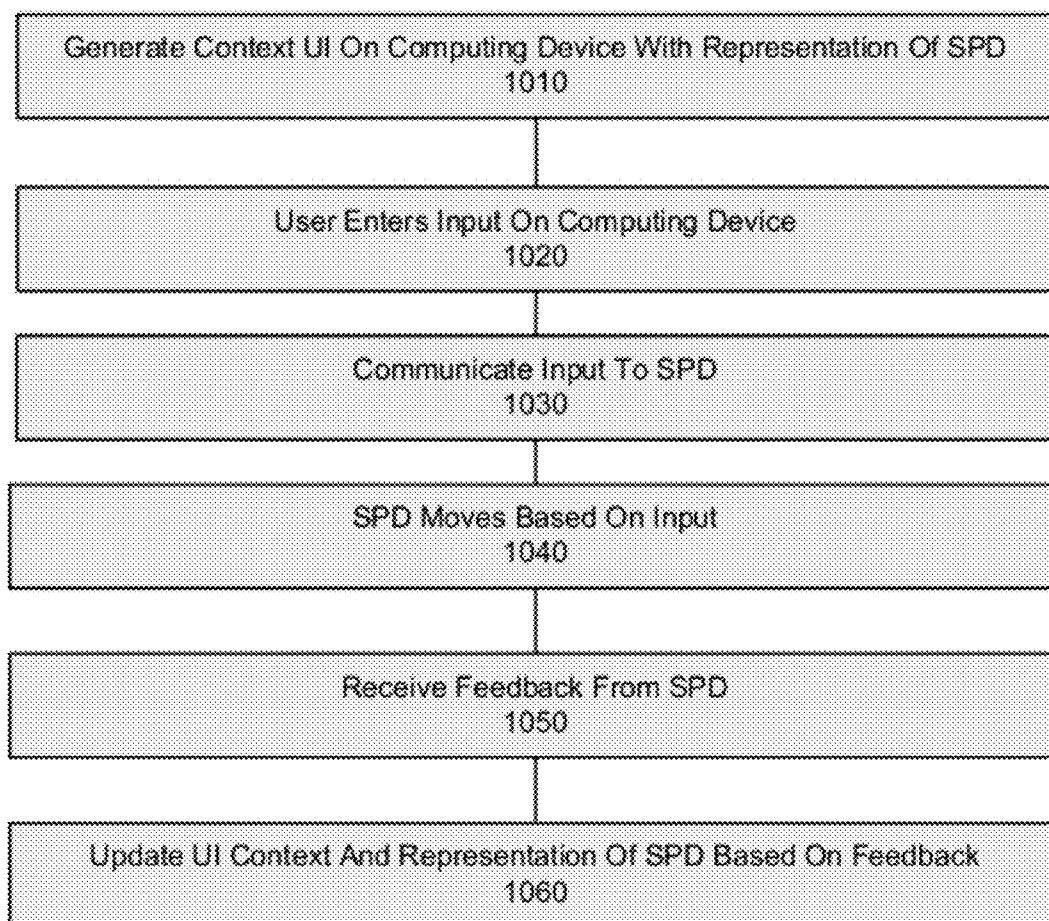 Generate Context UI On Computing Device With Representation Of SPD
1010
User Enters Input On Computing Device
1020
Communicate Input To SPD
1030
SPD Moves Based On Input
1040
Receive Feedback From SPD
1050
Update UI Context And Representation Of SPD Based On Feedback
1060